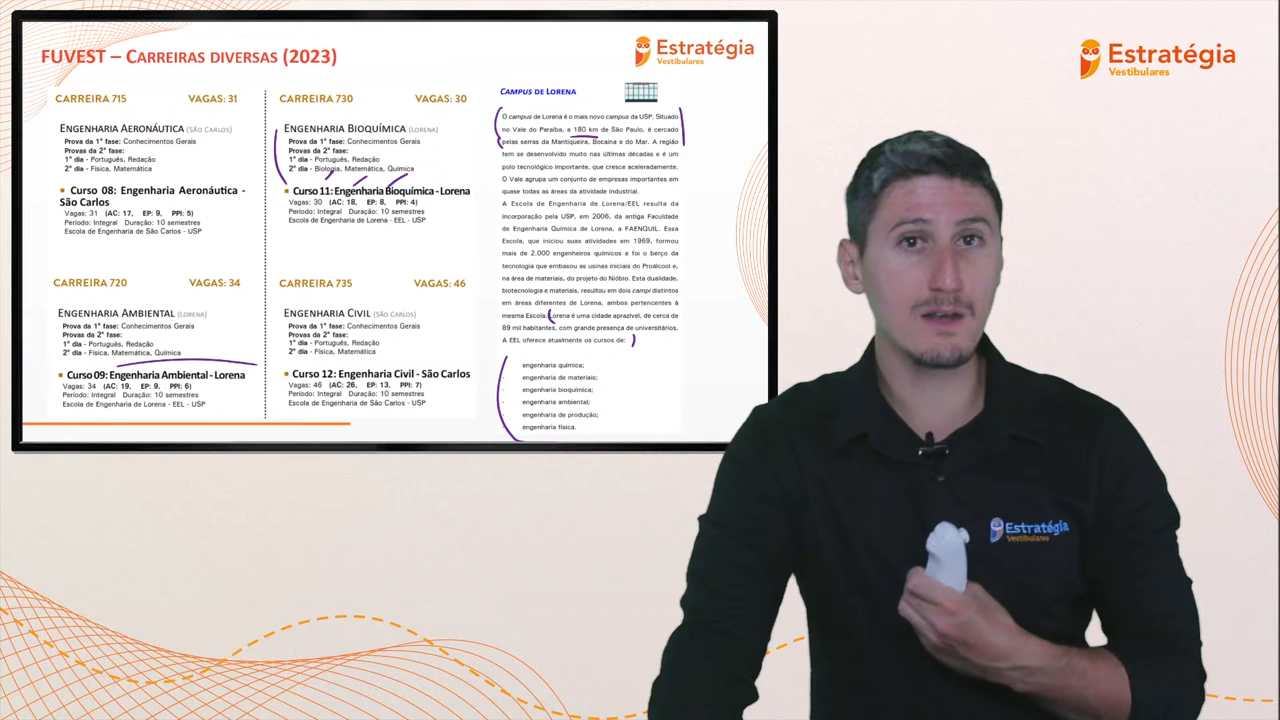 FUVEST – CARREIRAS DIVERSAS (2023)
Estratégia
Vestibulares
CARREIRA 715 VAGAS: 31
ENGENHARIA AERONÁUTICA (SÃO CARLOS)
Prova da 1ª fase: Conhecimentos Gerais
Provas da 2ª fase:
1º dia - Português, Redação
2º dia - Física, Matemática
Curso 08: Engenharia Aeronáutica -
São Carlos
Vagas: 31 (AC: 17, EP: 9, PPI: 5)
Período: Integral Duração: 10 semestres
Escola de Engenharia de São Carlos - USP
CARREIRA 720 VAGAS: 34
ENGENHARIA AMBIENTAL (LORENA)
Prova da 1ª fase: Conhecimentos Gerais
Provas da 2ª fase:
1º dia - Português, Redação
2º dia - Física, Matemática, Química
Curso 09: Engenharia Ambiental - Lorena
Vagas: 34 (AC: 19, EP: 9, PPI: 6)
Período: Integral Duração: 10 semestres
Escola de Engenharia de Lorena - EEL - USP
CARREIRA 730 VAGAS: 30
ENGENHARIA BIOQUÍMICA (LORENA)
Prova da 1ª fase: Conhecimentos Gerais
Provas da 2ª fase:
1º dia - Português, Redação
2º dia - Biologia, Matemática, Química
Curso 11: Engenharia Bioquímica - Lorena
Vagas: 30 (AC: 18, EP: 8, PPI: 4)
Período: Integral Duração: 10 semestres
Escola de Engenharia de Lorena - EEL - USP
CARREIRA 735 VAGAS: 46
ENGENHARIA CIVIL (SÃO CARLOS)
Prova da 1ª fase: Conhecimentos Gerais
Provas da 2ª fase:
1º dia - Português, Redação
2º dia - Física, Matemática
Curso 12: Engenharia Civil - São Carlos
Vagas: 46 (AC: 26, EP: 13, PPI: 7)
Período: Integral Duração: 10 semestres
Escola de Engenharia de São Carlos - USP
CAMPUS DE LORENA
O campus de Lorena é o mais novo campus da USP. Situado
no Vale do Paraíba, a 180 km de São Paulo, é cercado
pelas serras da Mantiqueira, Bocaina e do Mar. A região
tem se desenvolvido muito nas últimas décadas e é um
polo tecnológico importante, que cresce aceleradamente.
O Vale agrupa um conjunto de empresas importantes em
quase todas as áreas da atividade industrial.
A Escola de Engenharia de Lorena/EEL resulta da
incorporação pela USP, em 2006, da antiga Faculdade
de Engenharia Química de Lorena, a FAENQUIL. Essa
Escola, que iniciou suas atividades em 1969, formou
mais de 2.000 engenheiros químicos e foi o berço da
tecnologia que embasou as usinas iniciais do Proálcool e,
na área de materiais, do projeto do Nióbio. Esta dualidade,
biotecnologia e materiais, resultou em dois campi distintos
em áreas diferentes de Lorena, ambos pertencentes à
mesma Escola. Lorena é uma cidade aprazível, de cerca de
89 mil habitantes, com grande presença de universitários.
A EEL oferece atualmente os cursos de:
engenharia química;
engenharia de materiais;
engenharia bioquímica;
engenharia ambiental;
engenharia de produção;
engenharia física.
Estratégia
Vestibulares
Estratégia
Vestibulares